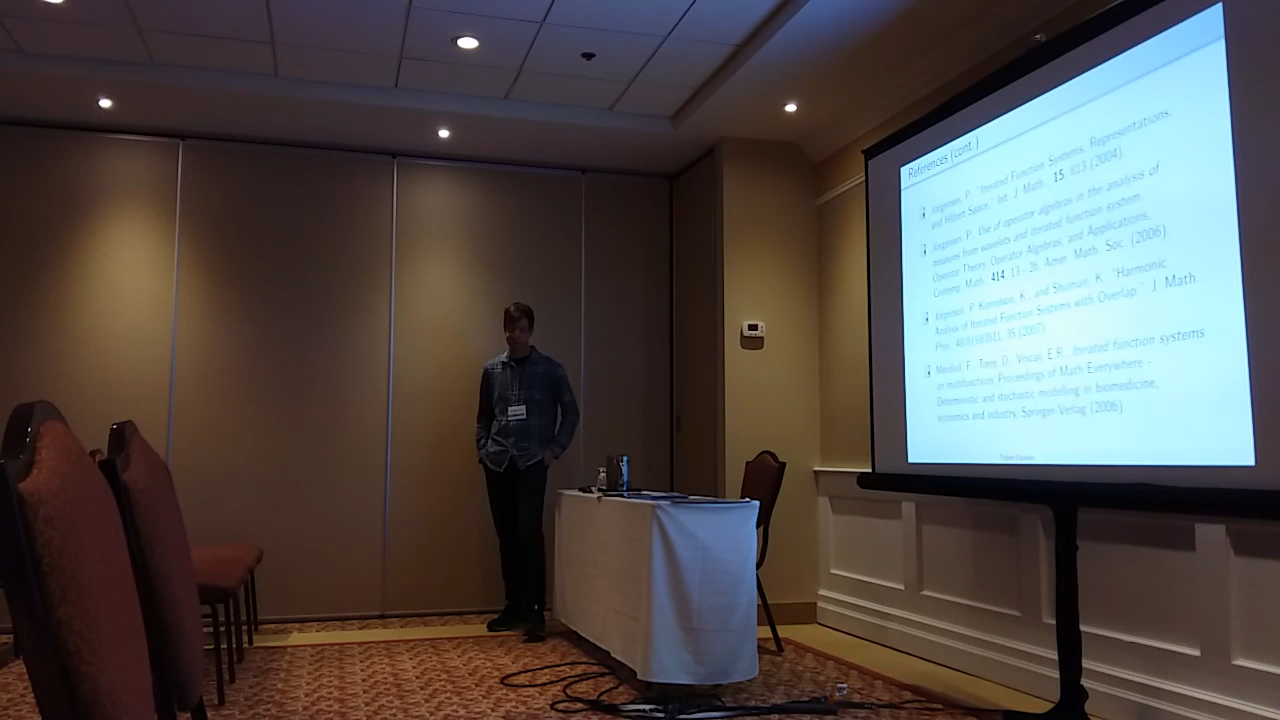 References (cont.)
Jorgensen, P. "Iterated Function Systems, Representations,
and Hilbert Space." Int. J. Math. 15, 813 (2004)
Jorgensen, P. Use of operator algebras in the analysis of
measures from wavelets and iterated function system,
Operator Theory, Operator Algebras, and Applications,
Contemp. Math. 414, 13 - 26, Amer. Math. Soc. (2006)
Jorgensen, P. Kornelson, K., and Shuman, K. "Harmonic
Analysis of Iterated Function Systems with Overlap." J. Math
Phys. 48(8):083511, 35 (2007)
Mendivil, F., Torre, D., Vrscay, E.R., Iterated function systems
on multifunctions, Proceedings of Math Everywhere -
Deterministic and stochastic modelling in biomedicine,
economics and industry. Springer-Verlag (2006)